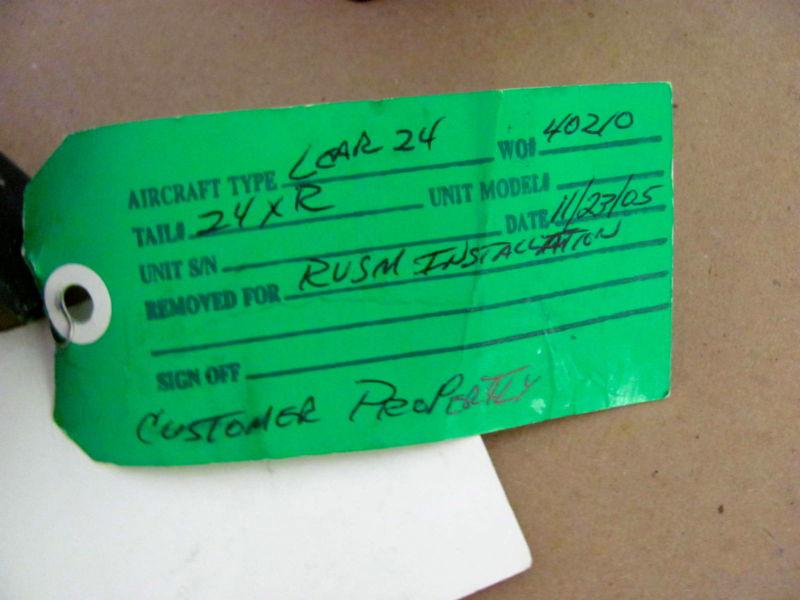 AIRCRAFT TYPE LEAR 24 WO# 40210
TAIL# 24XR UNIT MODEL#
UNIT S/N DATE 11/23/05
REMOVED FOR RVSM INSTALLATION
SIGN OFF
CUSTOMER PROPERTY